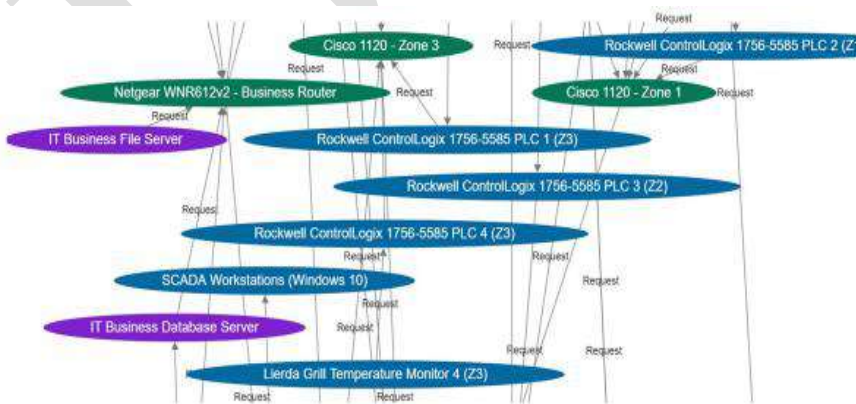 Request
Cisco 1120 - Zone 3
Request
Rockwell ControlLogix 1756-5585 PLC 2 (Z
Request
Netgear WNR612v2 - Business Router
Request
Cisco 1120 - Zone 1
Request
Request
IT Business File Server
Rockwell ControlLogix 1756-5585 PLC 1 (Z3)
Rockwell ControlLogix 1756-5585 PLC 3 (Z2)
Request
Rockwell ControlLogix 1756-5585 PLC 4 (Z3)
Request
Request
SCADA Workstations (Windows 10)
Request
Request
IT Business Database Server
Request
Request
Lierda Grill Temperature Monitor 4 (Z3)
Request
Request